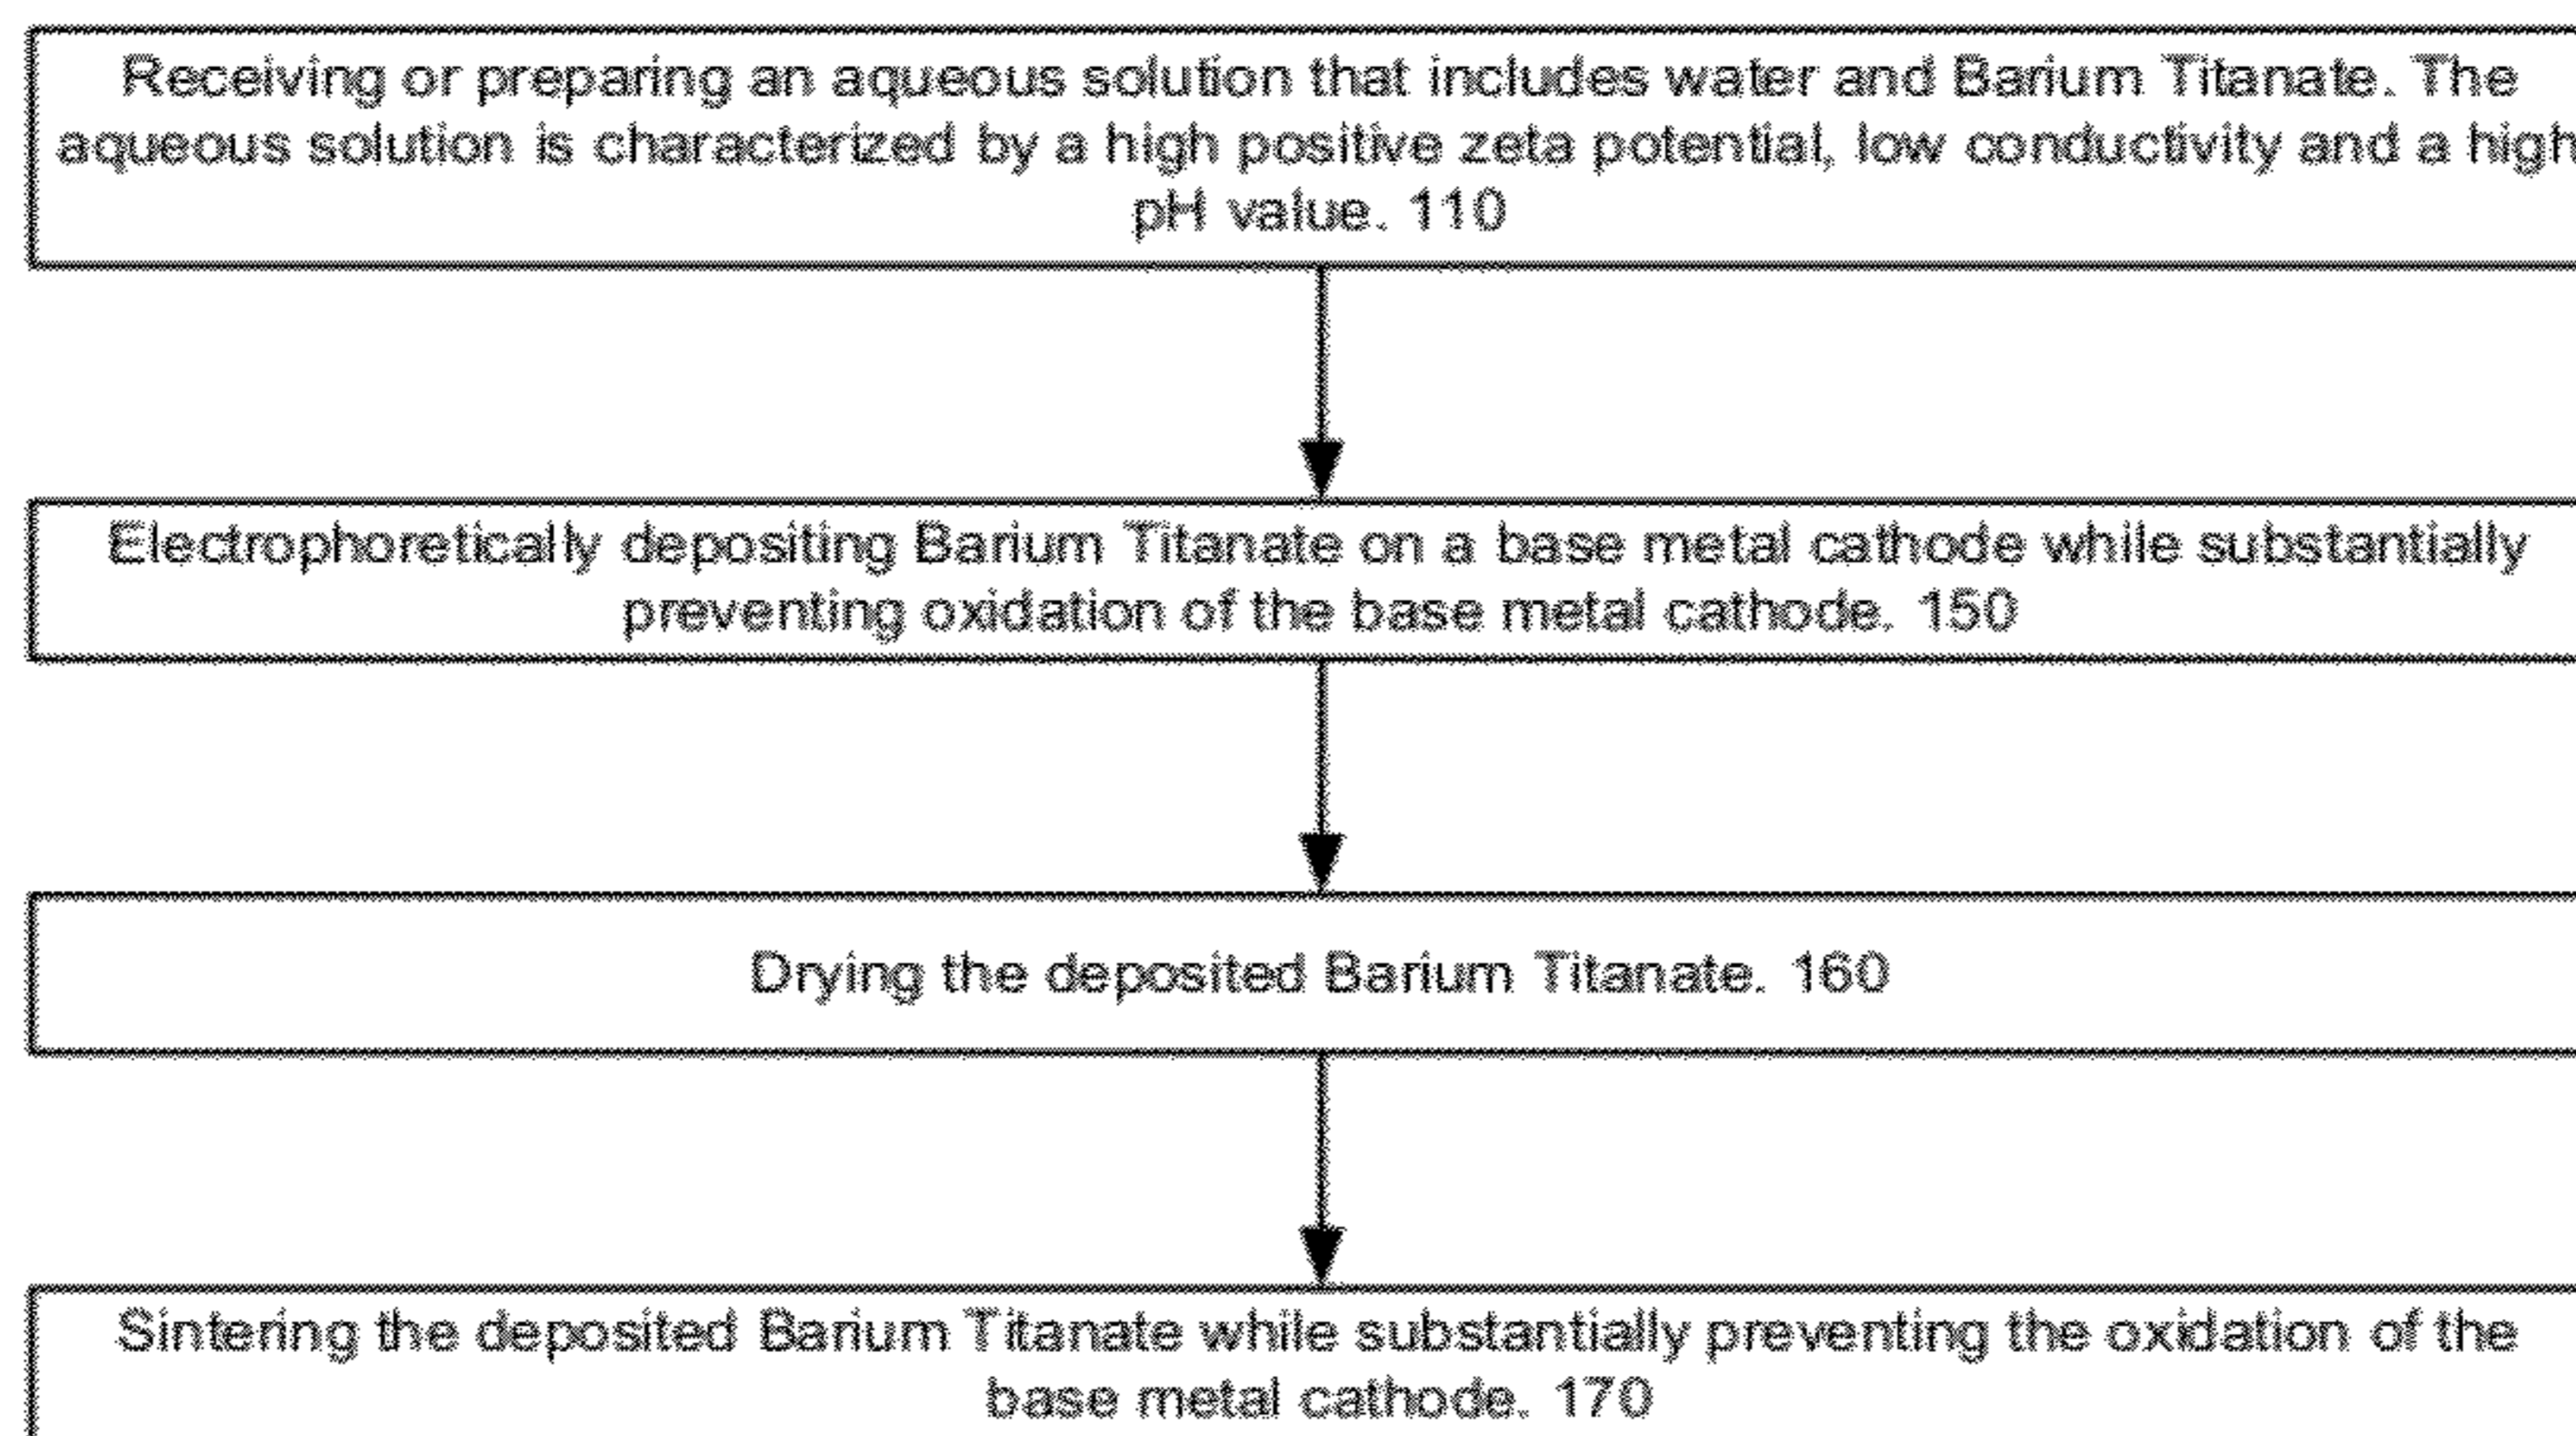 Receiving or preparing an aqueous solution that includes water and Barium Titanate. The
aqueous solution is characterized by a high positive zeta potential, low conductivity and a high
pH value. 110
Electrophoretically depositing Barium Titanate on a base metal cathode while substantially
preventing oxidation of the base metal cathode. 150
Drying the deposited Barium Titanate. 160
Sintering the deposited Barium Titanate while substantially preventing the oxidation of the
base metal cathode. 170